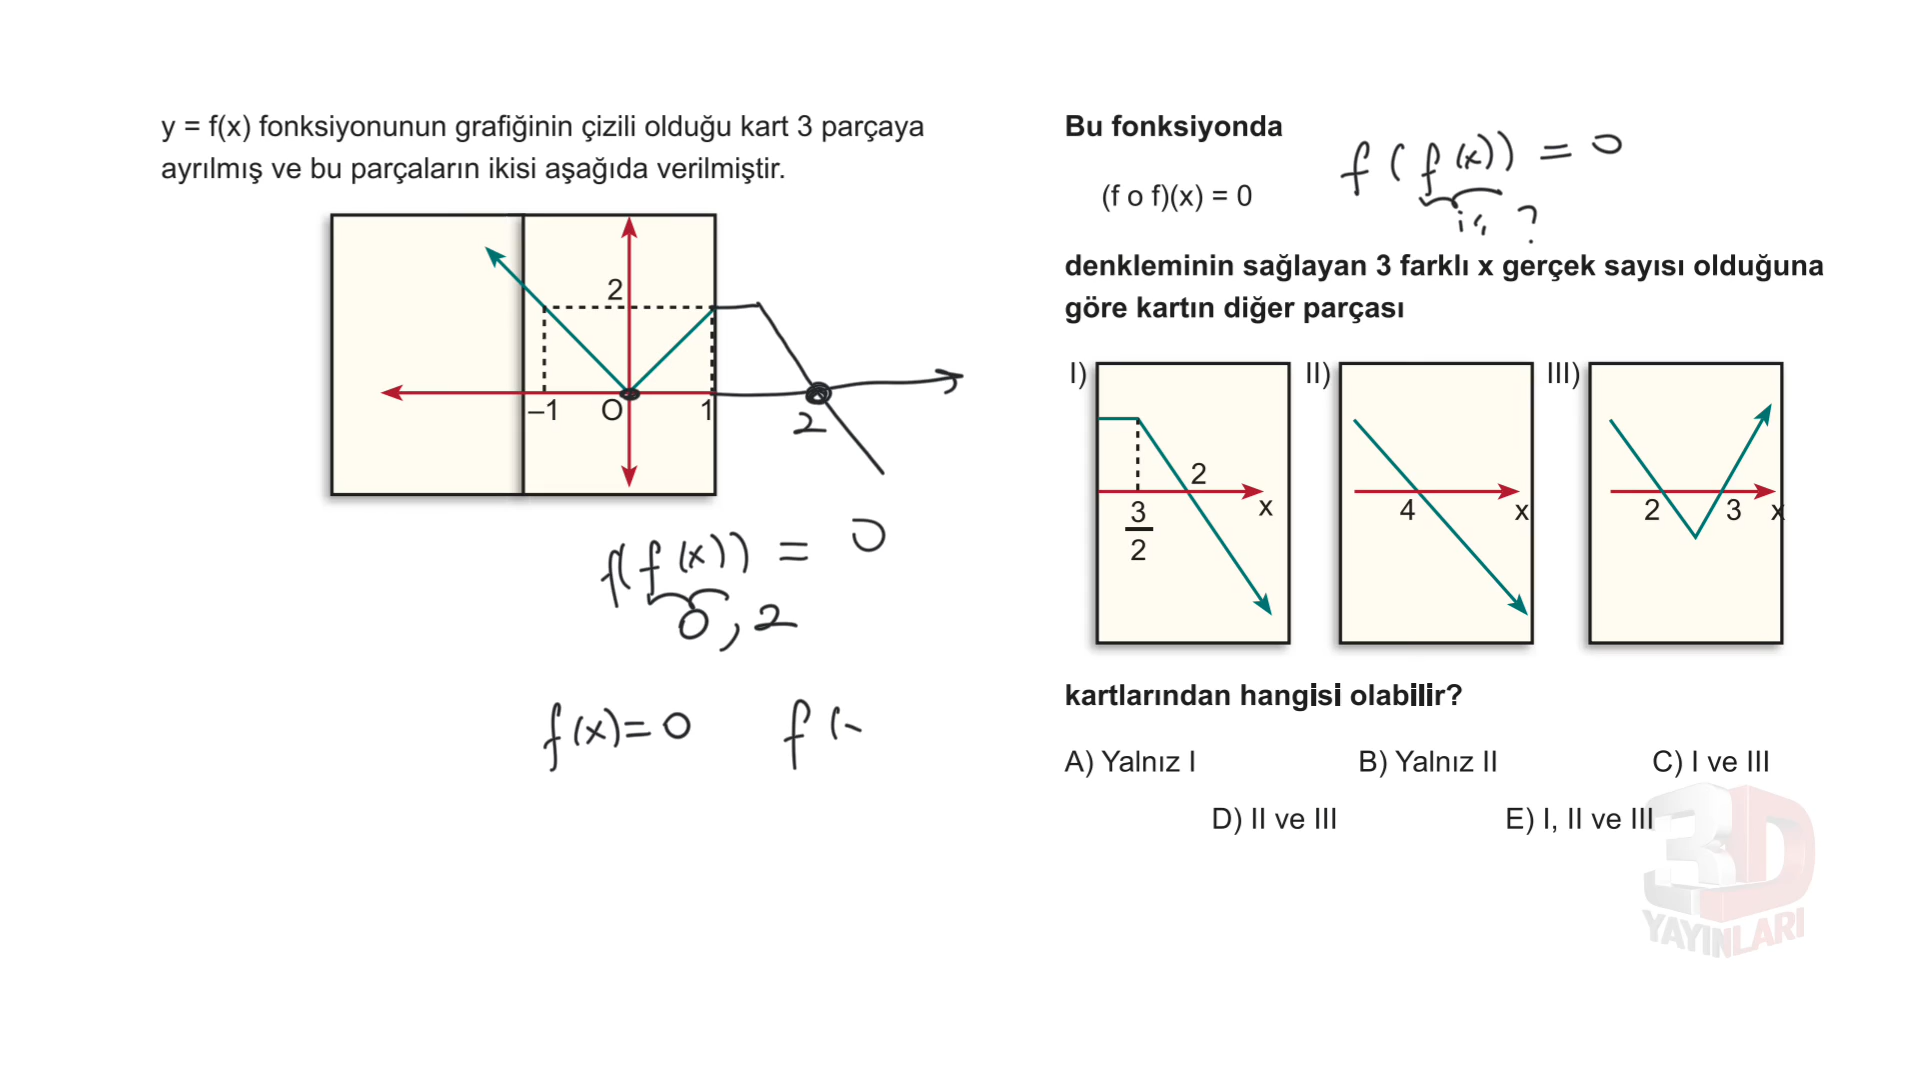 y = f(x) fonksiyonunun grafiğinin çizili olduğu kart 3 parçaya
ayrılmış ve bu parçaların ikisi aşağıda verilmiştir.
2
–1
O
1
2
f(f(x)) = 0
0, 2
f(x)=0
f(
Bu fonksiyonda
f(f(x)) = 0
(f o f)(x) = 0
?
denkleminin sağlayan 3 farklı x gerçek sayısı olduğuna
göre kartın diğer parçası
I)
2
x
3
2
II)
4
x
III)
2
3
x
kartlarından hangisi olabilir?
A) Yalnız I
B) Yalnız II
C) I ve III
D) II ve III
E) I, II ve III
3D
YAYINLARI